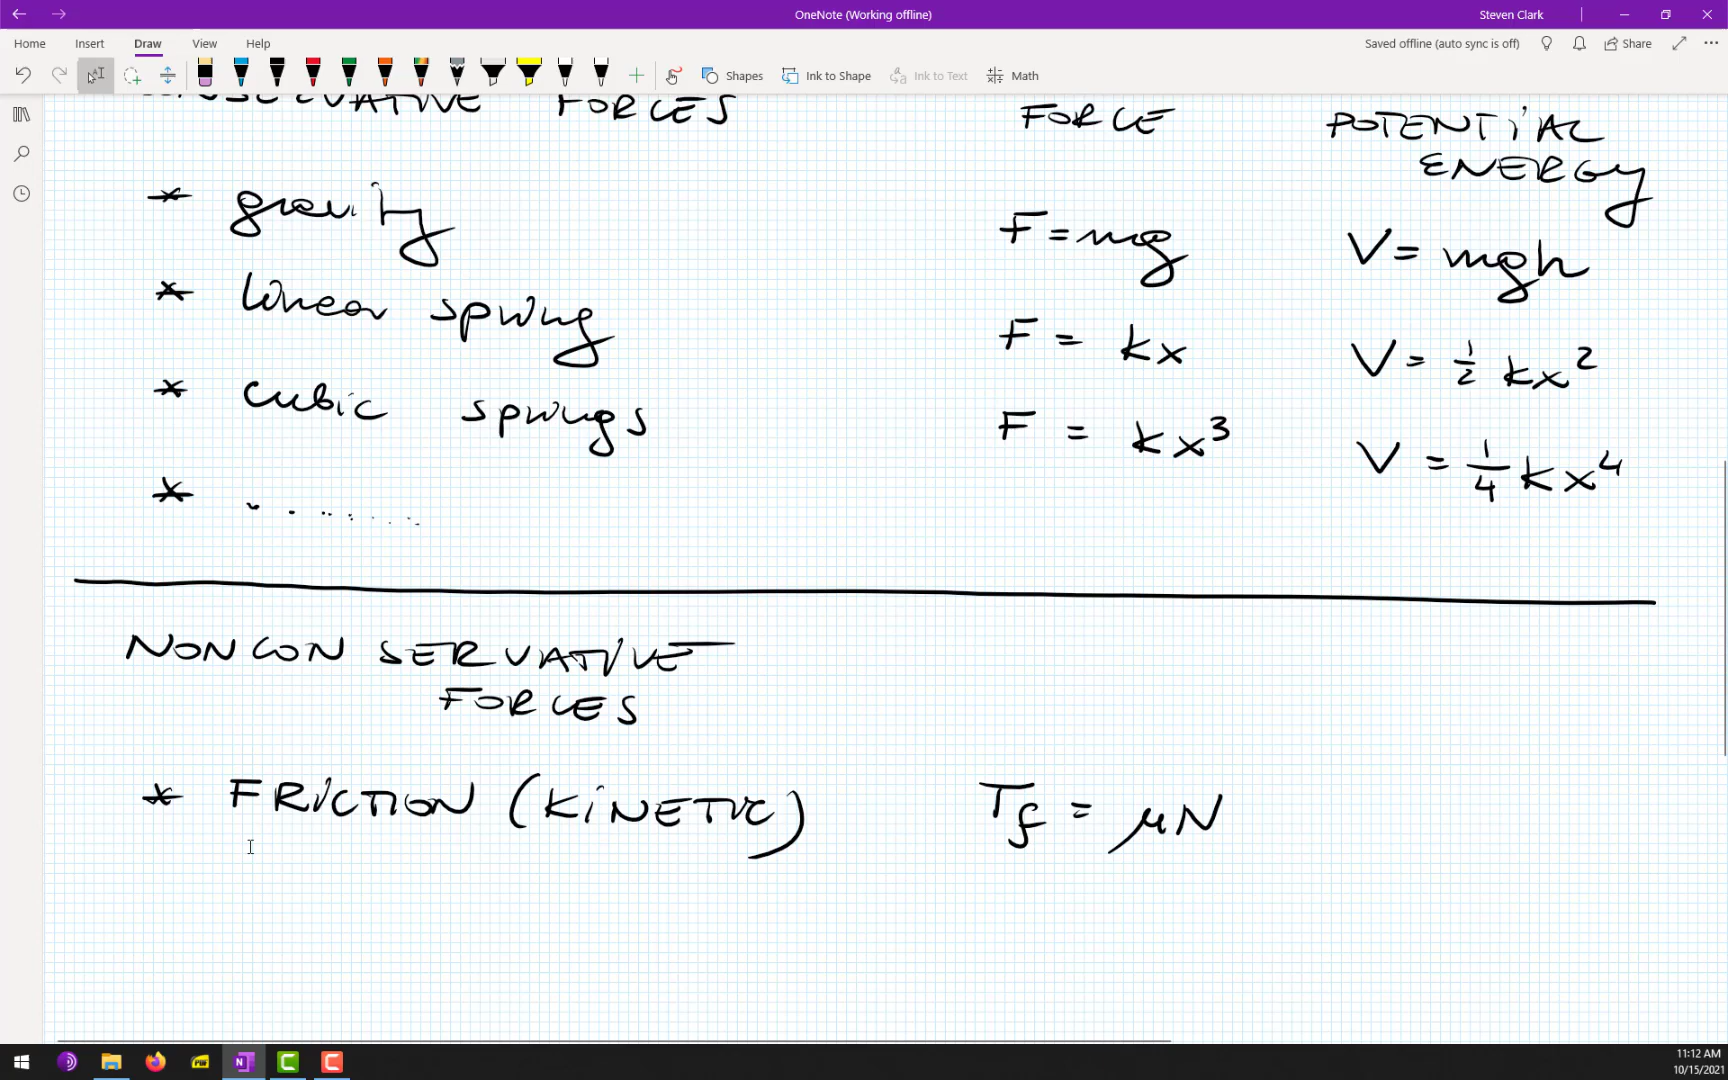 OneNote (Working offline)
Steven Clark
Home Insert Draw View Help
Saved offline (auto sync is off)
Share
Shapes
Ink to Shape
Ink to Text
Math
FORCES
FORCE
POTENTIAL
ENERGY
* gravity F = mg V = mgh
* linear spring F = kx V = 1/2 kx²
* cubic springs F = kx³ V = 1/4 kx⁴
* ........
NONCONSERVATIVE
FORCES
* FRICTION (KINETIC) T_f = μN
11:12 AM
10/15/2021